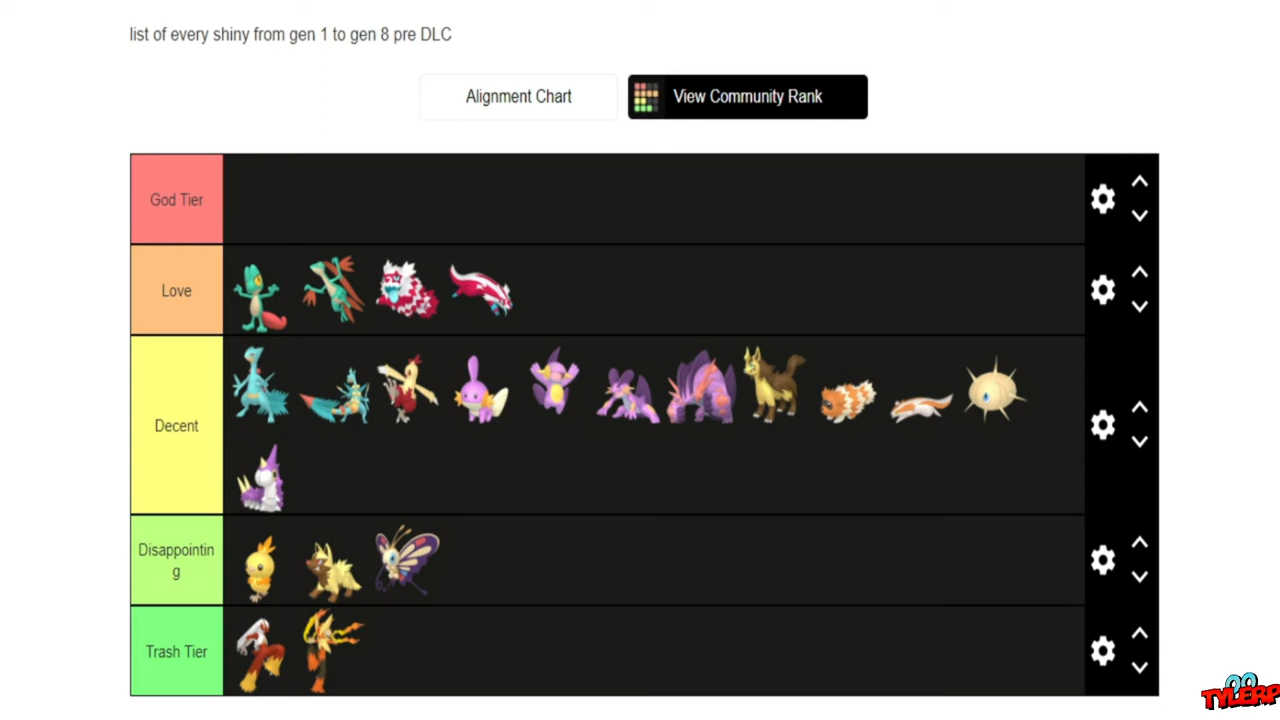 list of every shiny from gen 1 to gen 8 pre DLC
Alignment Chart
View Community Rank
God Tier
Love
Decent
Disappointin
g
Trash Tier
TYLERP